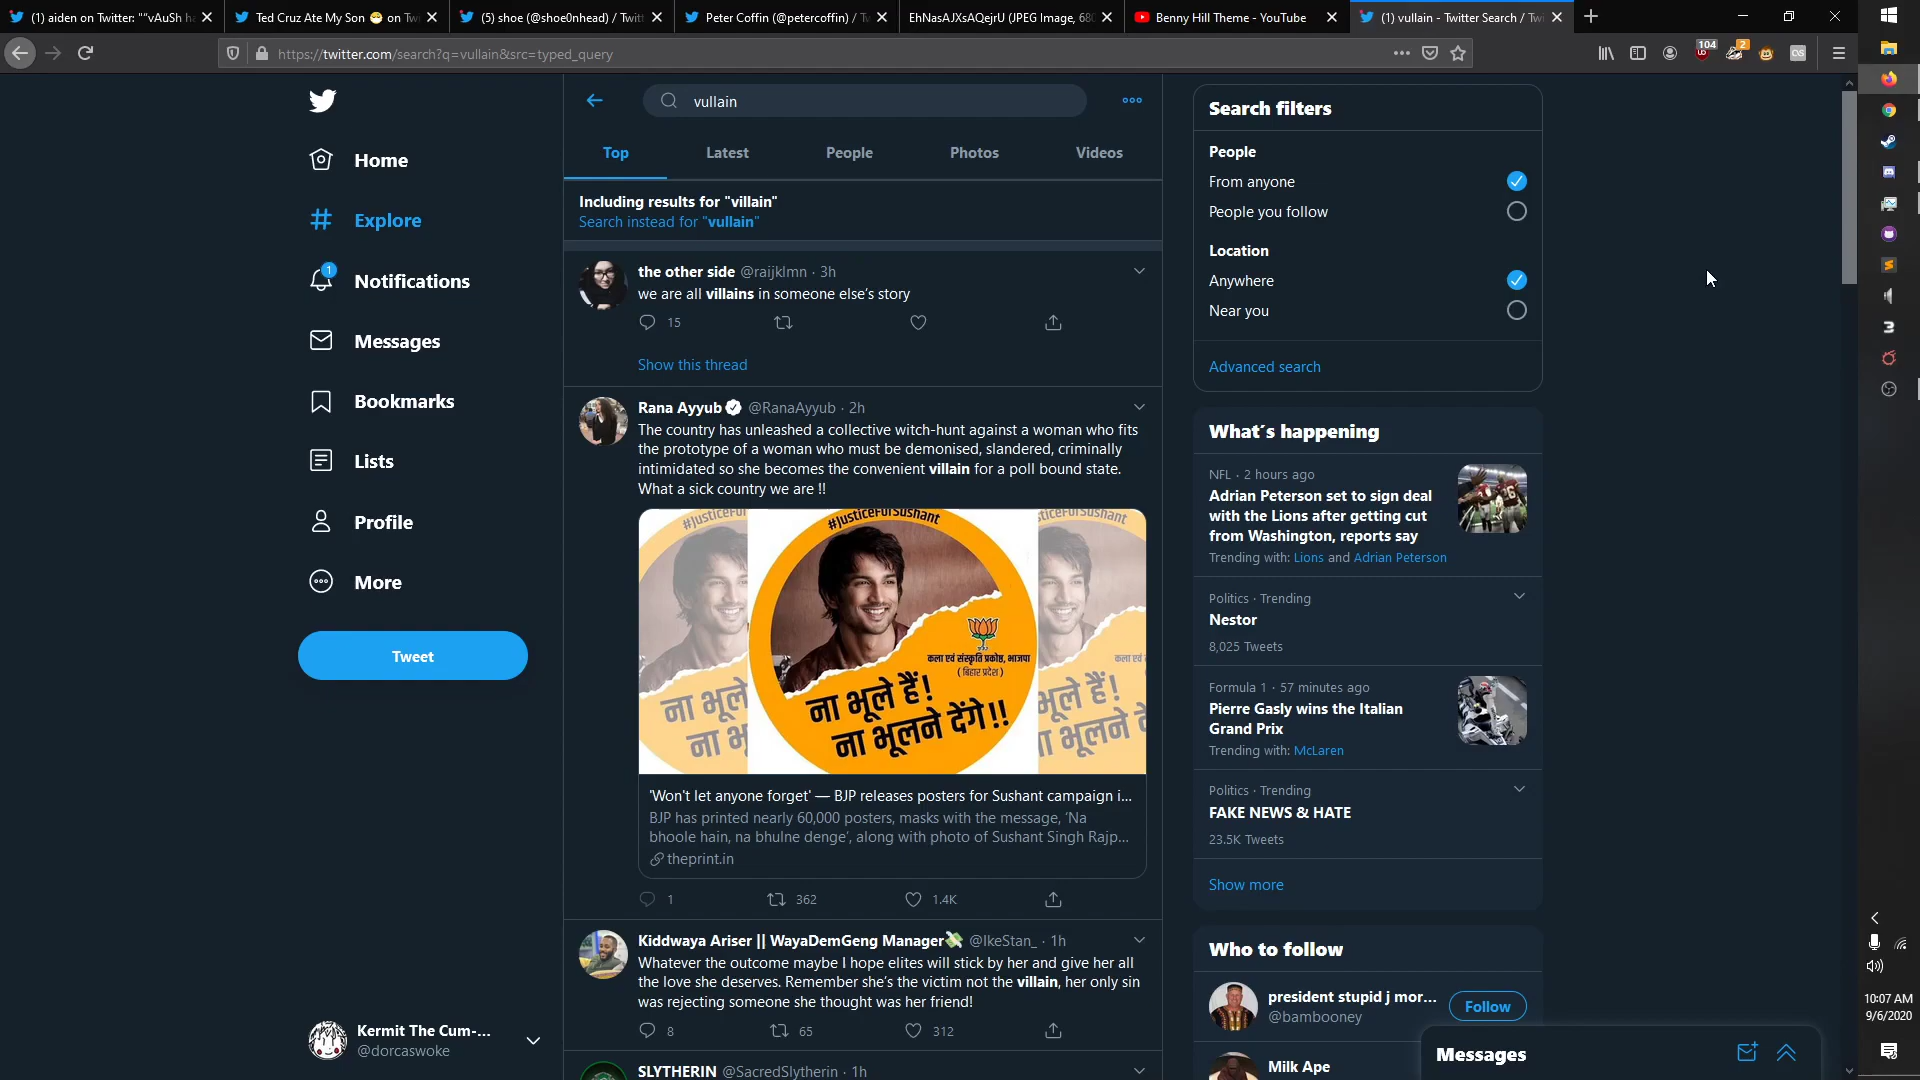 (1) aiden on Twitter: "“vAuSh ha
Ted Cruz Ate My Son 😷 on Tw
(5) shoe (@shoe0nhead) / Twitt
Peter Coffin (@petercoffin) / Tw
EhNasAJXsAQejrU (JPEG Image, 680
Benny Hill Theme - YouTube
(1) vullain - Twitter Search / Twi
https://twitter.com/search?q=vullain&src=typed_query
104
2
vullain
Home
Explore
1
Notifications
Messages
Bookmarks
Lists
Profile
More
Tweet
Kermit The Cum-...
@dorcaswoke
Top
Latest
People
Photos
Videos
Including results for "villain"
Search instead for "vullain"
the other side @raijklmn · 3h
we are all villains in someone else's story
15
Show this thread
Rana Ayyub @RanaAyyub · 2h
The country has unleashed a collective witch-hunt against a woman who fits
the prototype of a woman who must be demonised, slandered, criminally
intimidated so she becomes the convenient villain for a poll bound state.
What a sick country we are !!
#JusticeForSushant
कला एवं संस्कृति प्रकोष्ठ, भाजपा
( बिहार प्रदेश )
ना भूले हैं!
ना भूलने देंगे!!
'Won't let anyone forget' — BJP releases posters for Sushant campaign i...
BJP has printed nearly 60,000 posters, masks with the message, 'Na
bhoole hain, na bhulne denge', along with photo of Sushant Singh Rajp...
theprint.in
1
362
1.4K
Kiddwaya Ariser || WayaDemGeng Manager💸 @IkeStan_ · 1h
Whatever the outcome maybe I hope elites will stick by her and give her all
the love she deserves. Remember she's the victim not the villain, her only sin
was rejecting someone she thought was her friend!
8
65
312
SLYTHERIN @SacredSlytherin · 1h
Search filters
People
From anyone
People you follow
Location
Anywhere
Near you
Advanced search
What's happening
NFL · 2 hours ago
Adrian Peterson set to sign deal
with the Lions after getting cut
from Washington, reports say
Trending with: Lions and Adrian Peterson
Politics · Trending
Nestor
8,025 Tweets
Formula 1 · 57 minutes ago
Pierre Gasly wins the Italian
Grand Prix
Trending with: McLaren
Politics · Trending
FAKE NEWS & HATE
23.5K Tweets
Show more
Who to follow
president stupid j mor...
@bambooney
Follow
Milk Ape
Messages
10:07 AM
9/6/2020